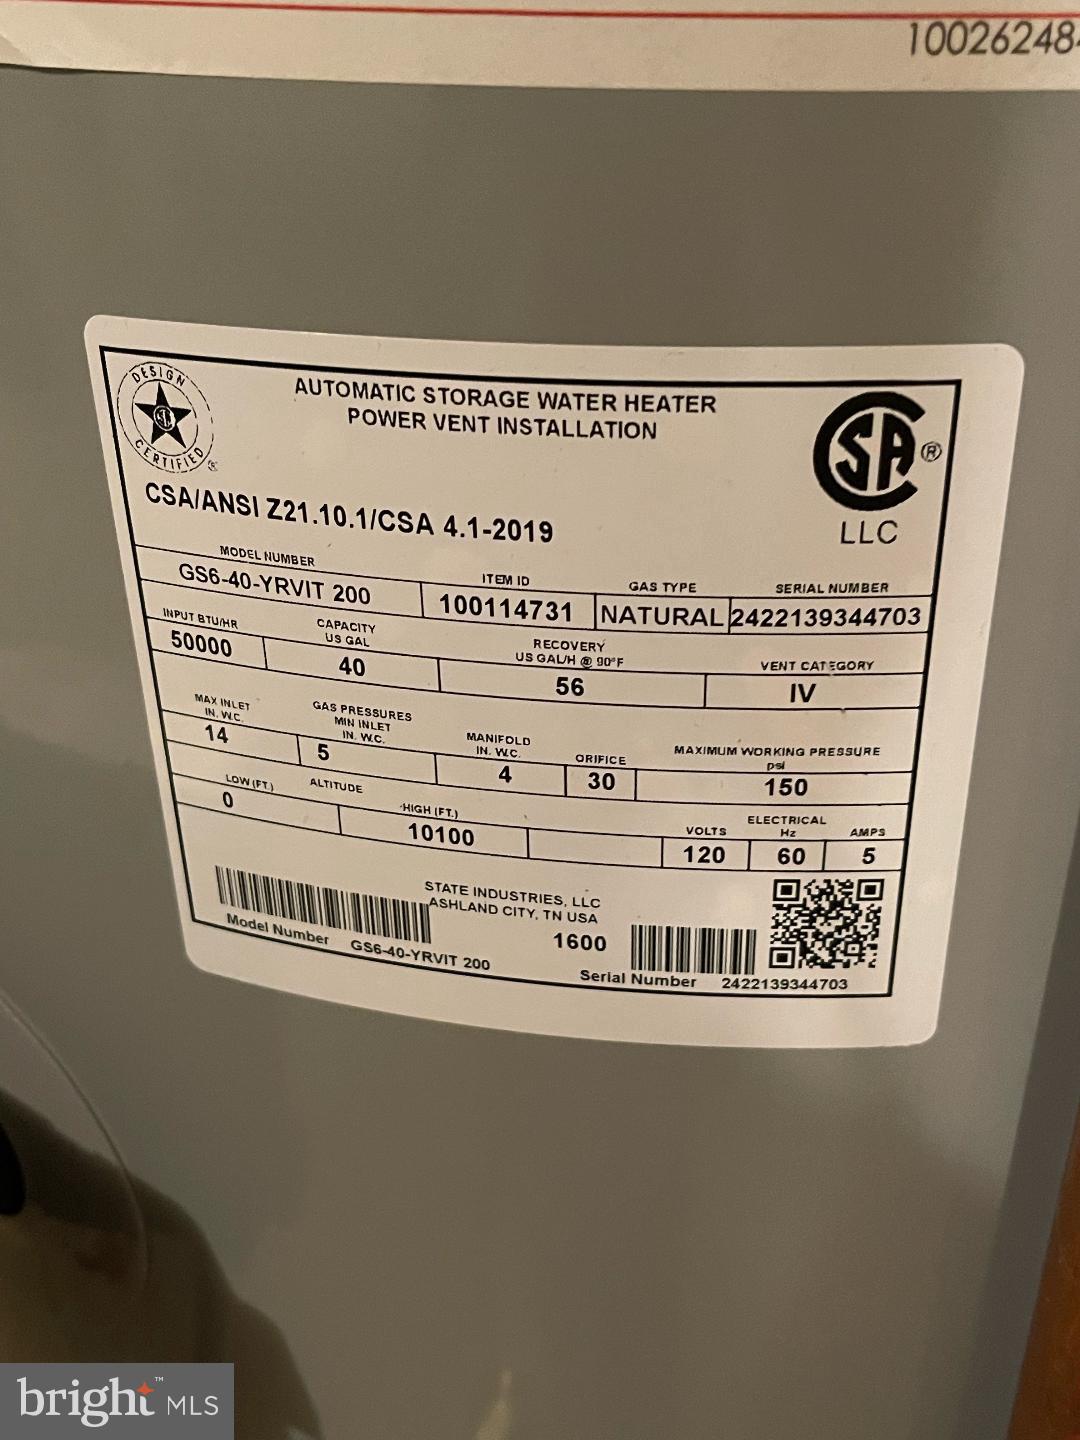 DESIGN
CERTIFIED
®
AUTOMATIC STORAGE WATER HEATER
POWER VENT INSTALLATION
SA ®
LLC
CSA/ANSI Z21.10.1/CSA 4.1-2019
MODEL NUMBER ITEM ID GAS TYPE SERIAL NUMBER
GS6-40-YRVIT 200 100114731 NATURAL 2422139344703
INPUT BTU/HR CAPACITY US GAL RECOVERY US GAL/H @ 90°F VENT CATEGORY
50000 40 56 IV
GAS PRESSURES
MAX INLET IN. W.C. MIN INLET IN. W.C. MANIFOLD IN. W.C. ORIFICE MAXIMUM WORKING PRESSURE psi
14 5 4 30 150
ALTITUDE ELECTRICAL
LOW (FT.) HIGH (FT.) VOLTS Hz AMPS
0 10100 120 60 5
STATE INDUSTRIES, LLC
ASHLAND CITY, TN USA
1600
Model Number GS6-40-YRVIT 200
Serial Number 2422139344703
bright™ MLS